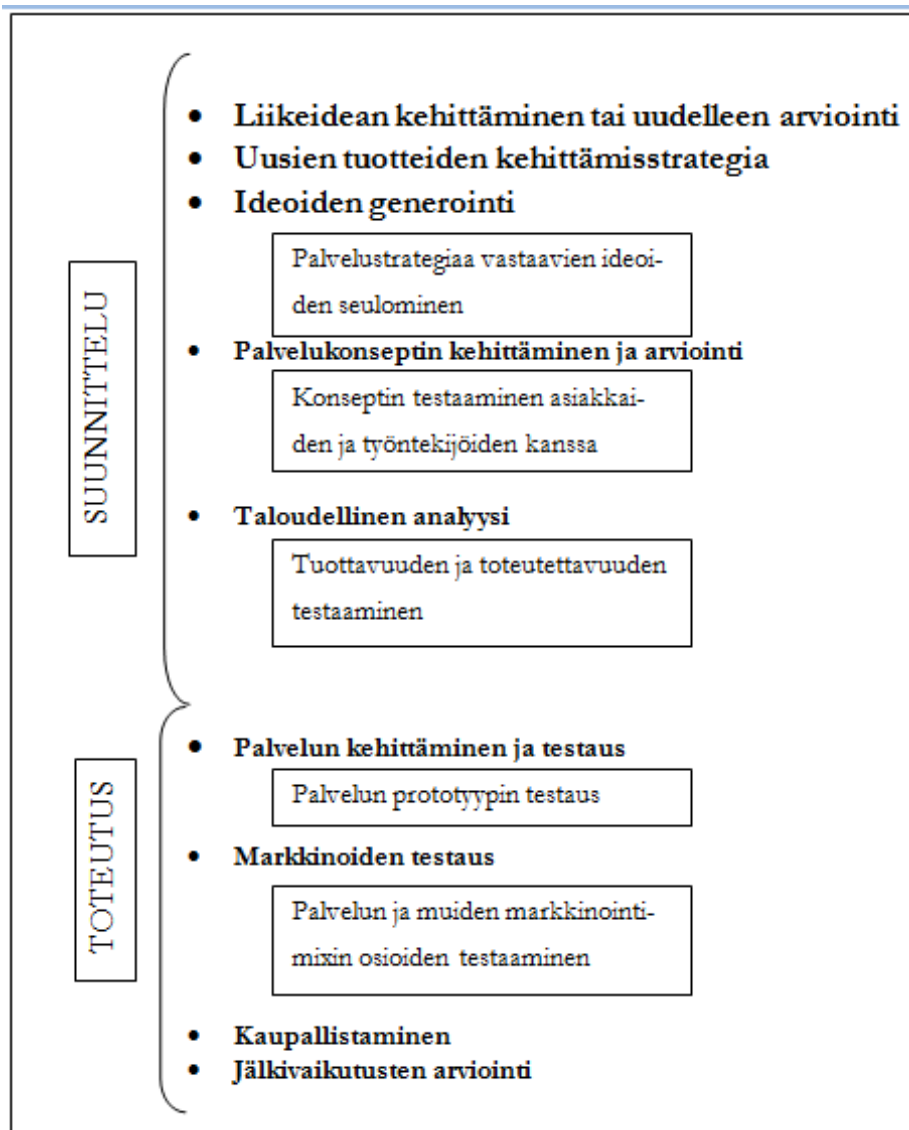 SUUNNITTELU
• Liikeidean kehittäminen tai uudelleen arviointi
• Uusien tuotteiden kehittämisstrategia
• Ideoiden generointi
Palvelustrategiaa vastaavien ideoi-
den seulominen
• Palvelukonseptin kehittäminen ja arviointi
Konseptin testaaminen asiakkai-
den ja työntekijöiden kanssa
• Taloudellinen analyysi
Tuottavuuden ja toteutettavuuden
testaaminen
TOTEUTUS
• Palvelun kehittäminen ja testaus
Palvelun prototyypin testaus
• Markkinoiden testaus
Palvelun ja muiden markkinointi-
mixin osioiden testaaminen
• Kaupallistaminen
• Jälkivaikutusten arviointi